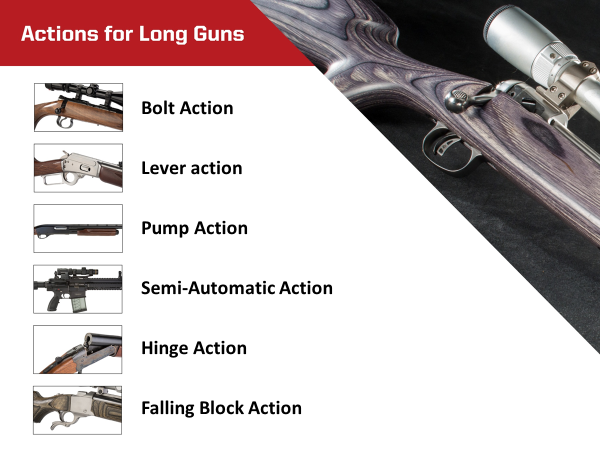 Actions for Long Guns
Bolt Action
Lever action
Pump Action
Semi-Automatic Action
Hinge Action
Falling Block Action